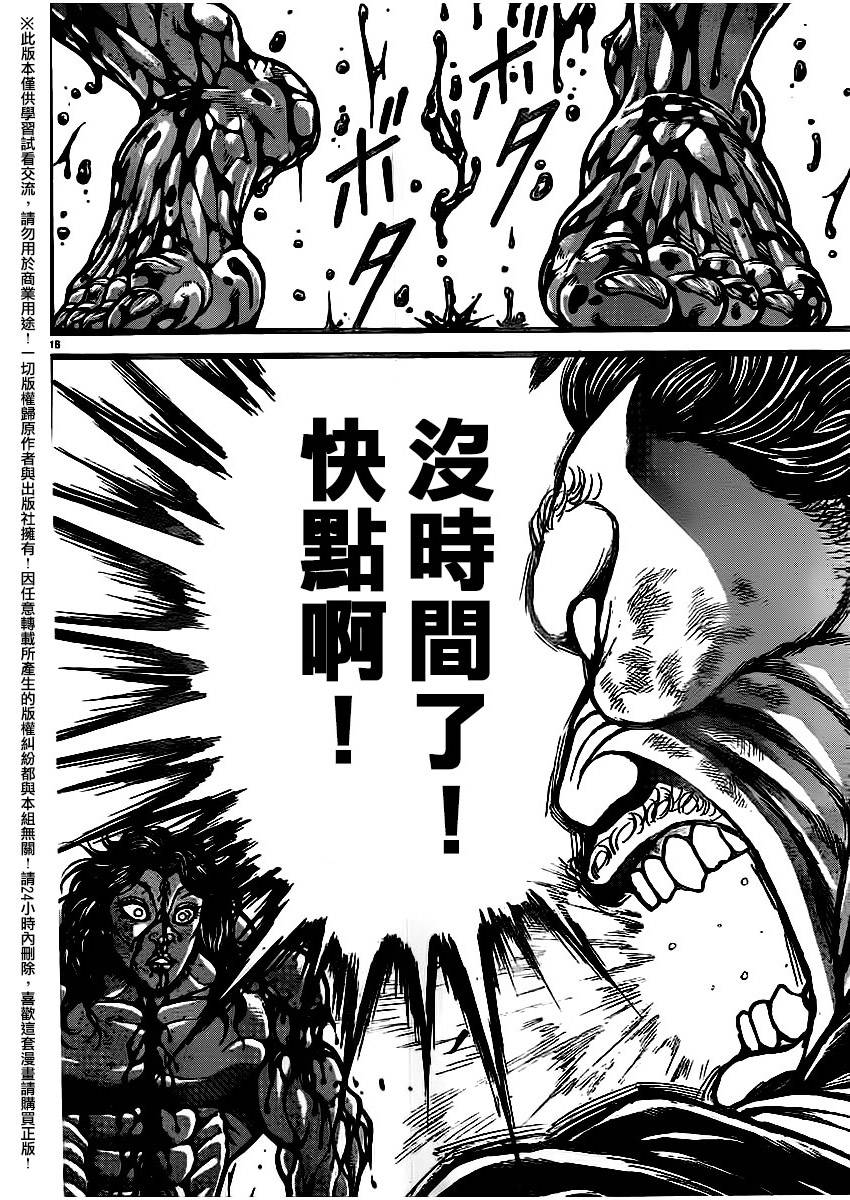 ※此版本僅供學習試看交流，請勿用於商業用途！一切版權歸原作者與出版社擁有！因任意轉載所產生的版權糾紛都與本組無關！請24小時內刪除，喜歡這套漫畫請購買正版！
ボタ
ボタ
16
沒時間了！
快點啊！